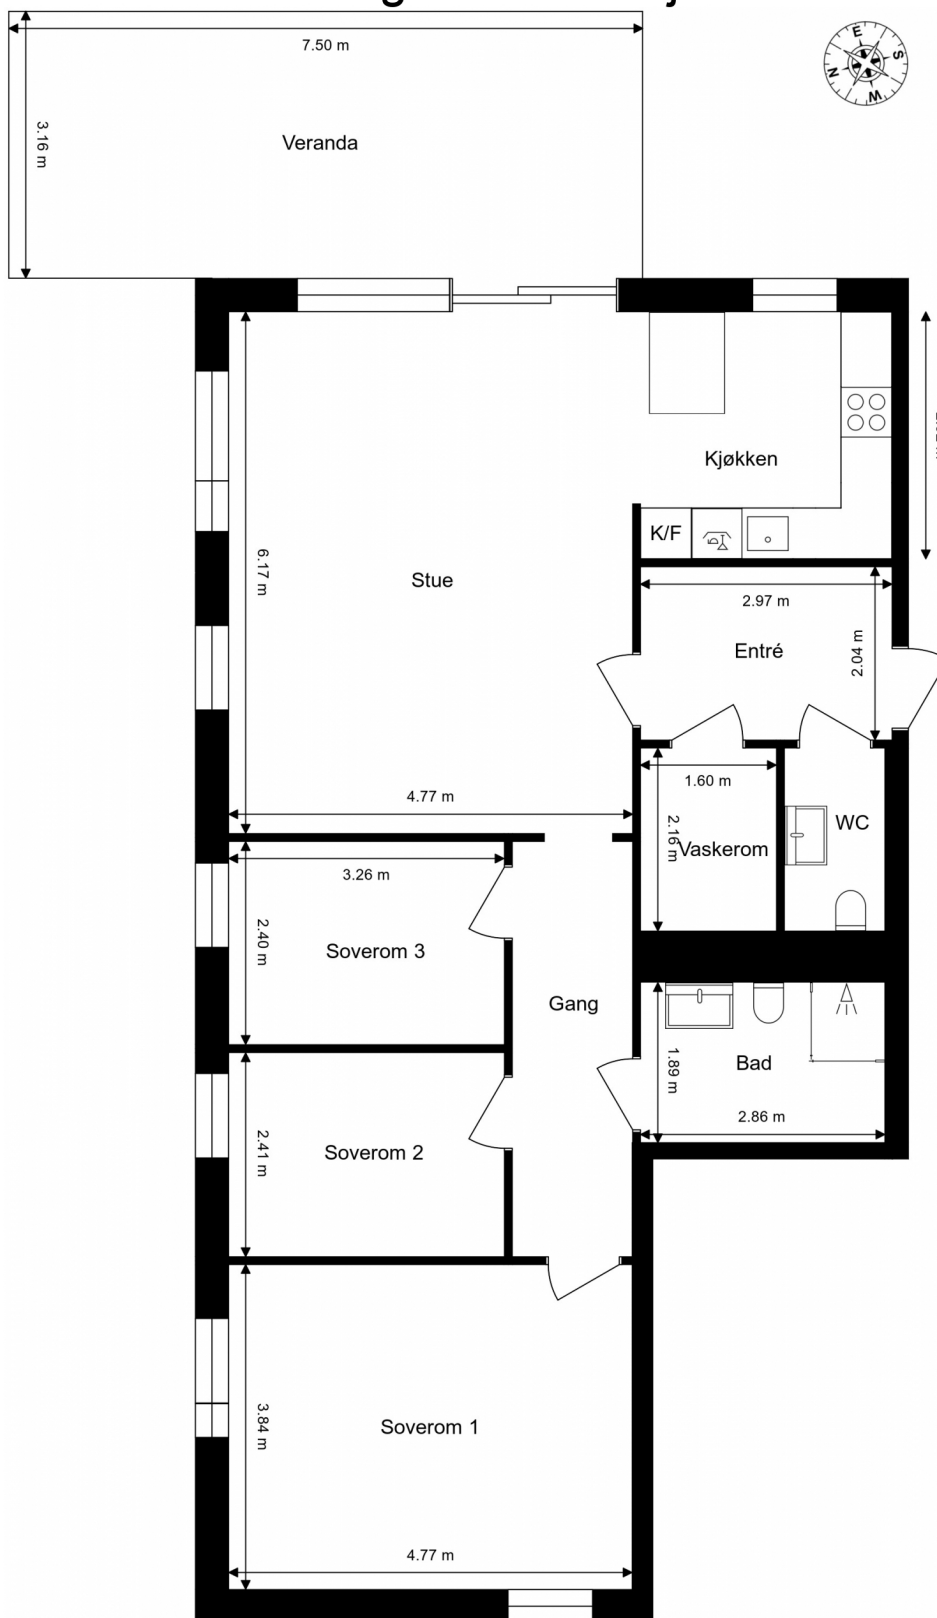 7.50 m
E
S
N
W
3.16 m
Veranda
Kjøkken
K/F
6.17 m
Stue
2.97 m
Entré
2.04 m
4.77 m
1.60 m
2.16 m
WC
Vaskerom
3.26 m
2.40 m
Soverom 3
Gang
1.89 m
Bad
2.86 m
2.41 m
Soverom 2
3.84 m
Soverom 1
4.77 m